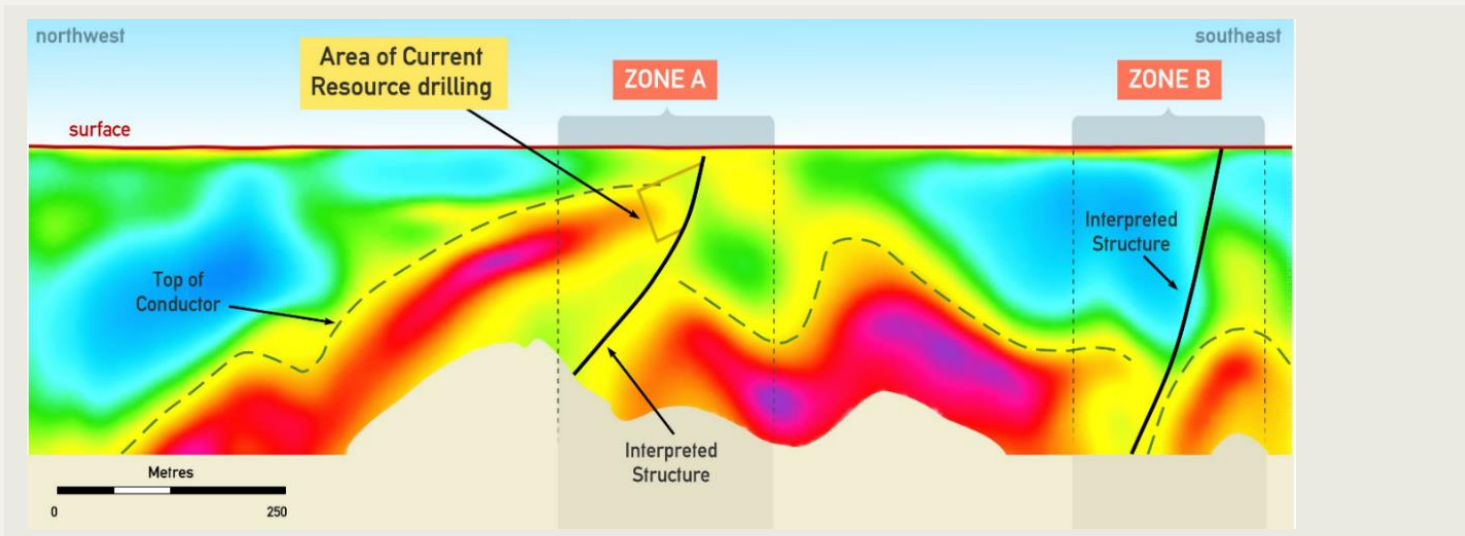 northwest
southeast
Area of Current
Resource drilling
ZONE A
ZONE B
surface
Interpreted
Structure
Top of
Conductor
Interpreted
Structure
Metres
0
250